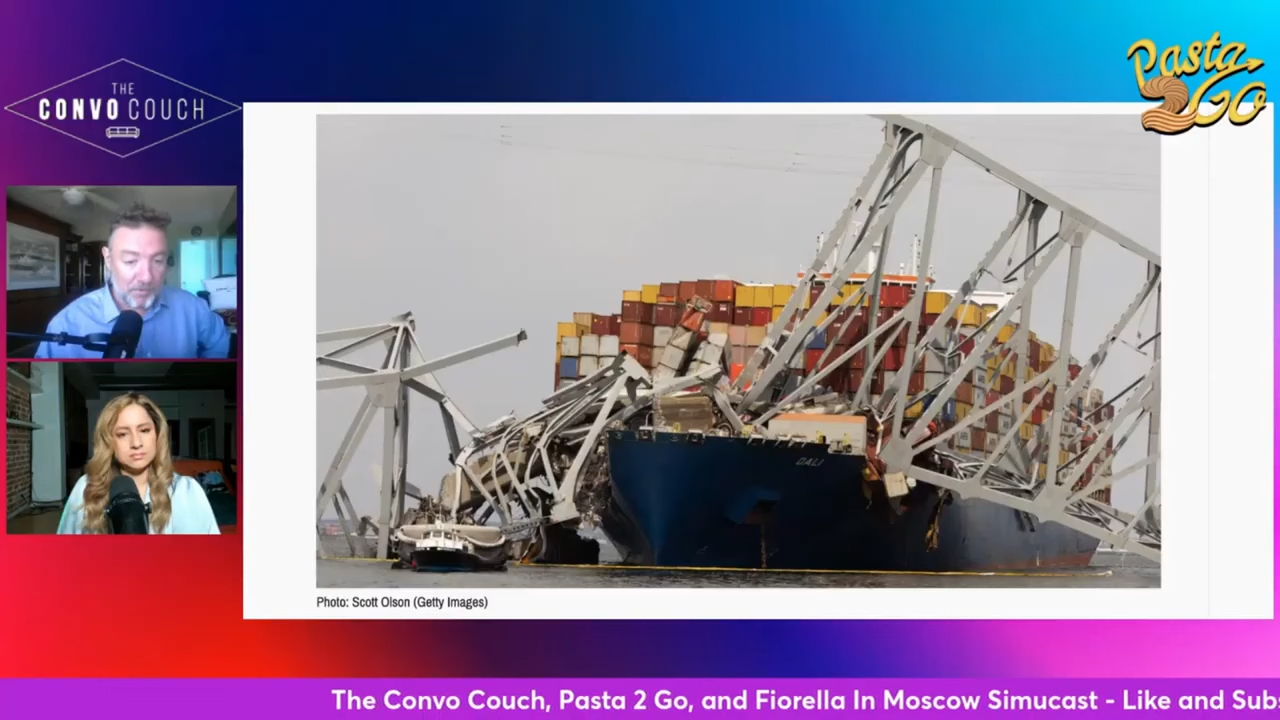 THE
CONVO COUCH
Pasta
2 GO
DALI
Photo: Scott Olson (Getty Images)
The Convo Couch, Pasta 2 Go, and Fiorella In Moscow Simucast - Like and Subs